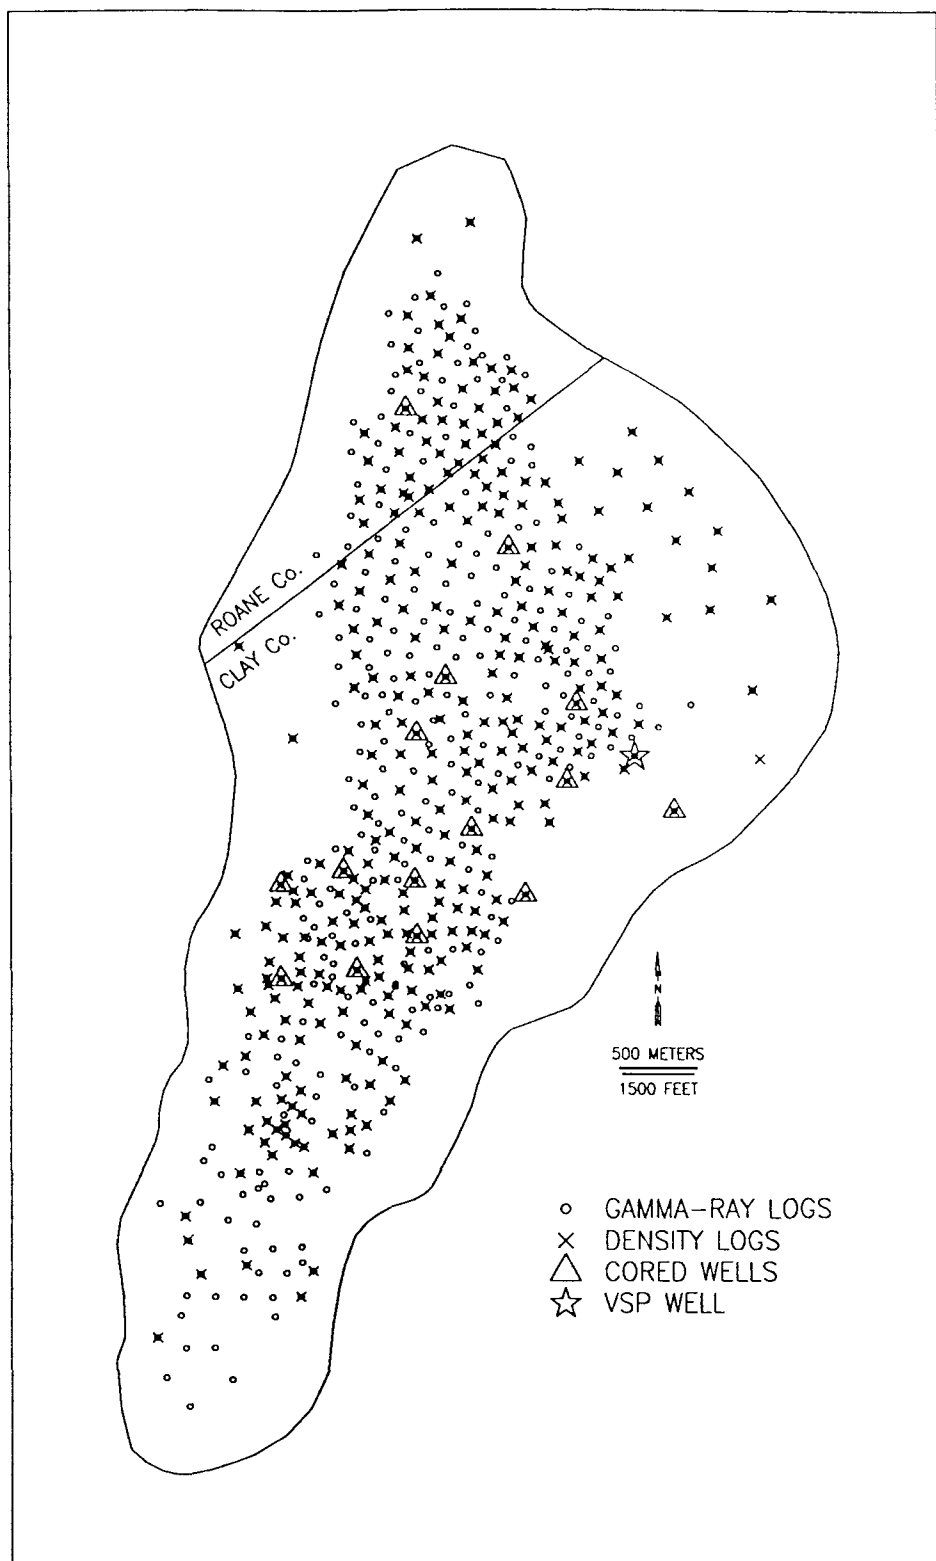 ROANE Co.
CLAY Co.
N
500 METERS
1500 FEET
GAMMA-RAY LOGS
DENSITY LOGS
CORED WELLS
VSP WELL